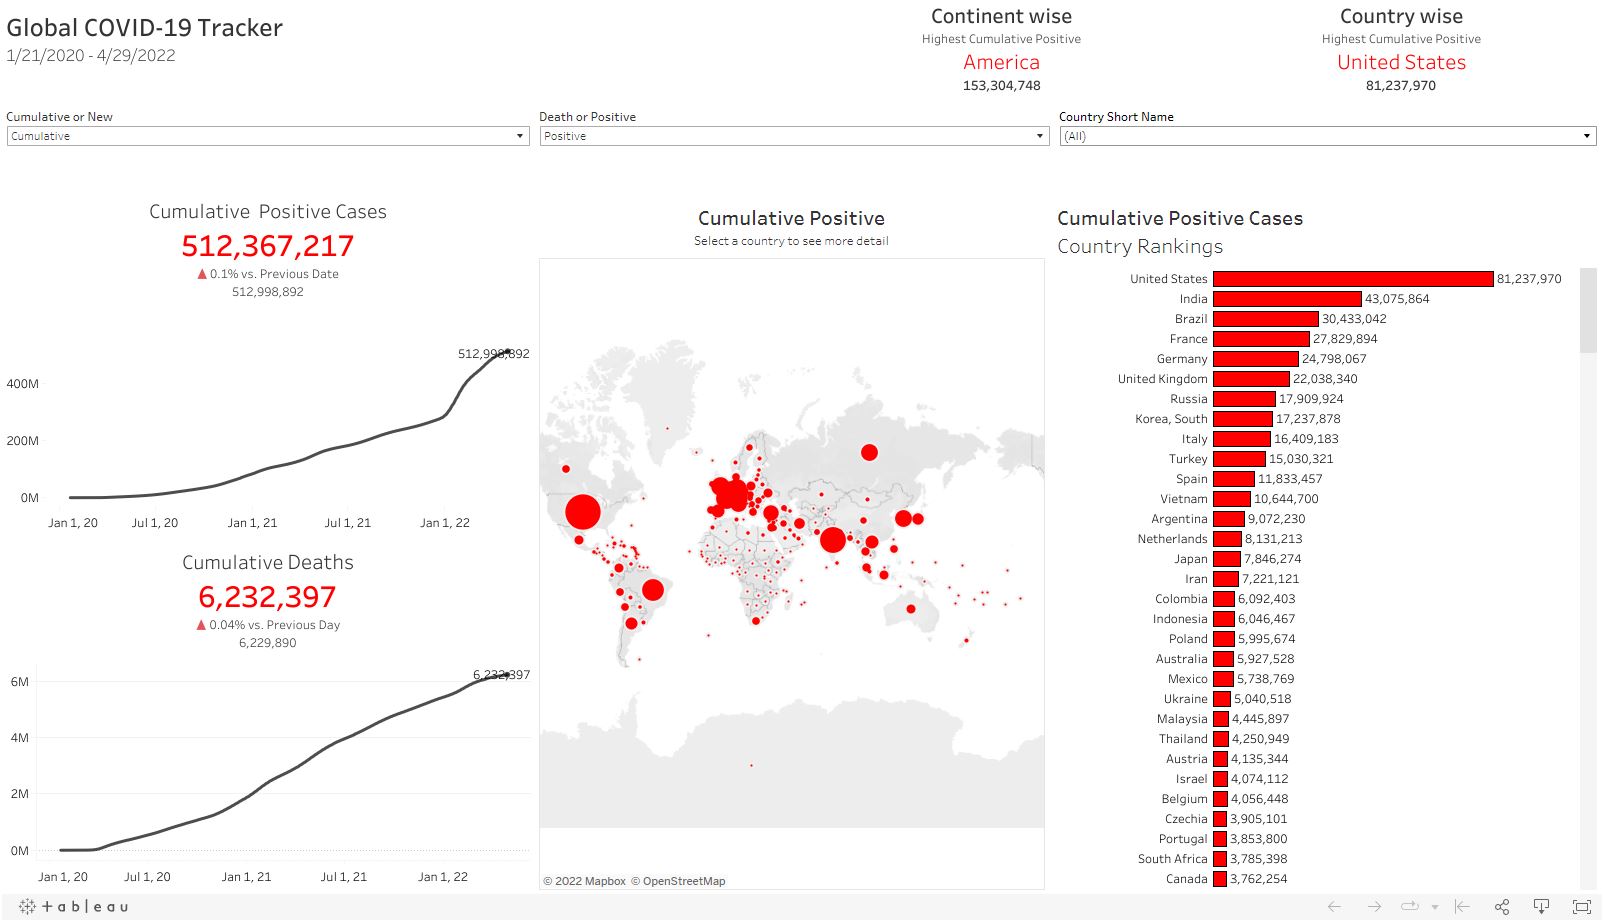 Global COVID-19 Tracker
1/21/2020 - 4/29/2022
Continent wise
Highest Cumulative Positive
America
153,304,748
Country wise
Highest Cumulative Positive
United States
81,237,970
Cumulative or New
Cumulative
Death or Positive
Positive
Country Short Name
(All)
Cumulative Positive Cases
512,367,217
▲ 0.1% vs. Previous Date
512,998,892
512,998,892
400M
200M
0M
Jan 1, 20 Jul 1, 20 Jan 1, 21 Jul 1, 21 Jan 1, 22
Cumulative Deaths
6,232,397
▲ 0.04% vs. Previous Day
6,229,890
6,232,397
6M
4M
2M
0M
Jan 1, 20 Jul 1, 20 Jan 1, 21 Jul 1, 21 Jan 1, 22
Cumulative Positive
Select a country to see more detail
© 2022 Mapbox © OpenStreetMap
Cumulative Positive Cases
Country Rankings
United States 81,237,970
India 43,075,864
Brazil 30,433,042
France 27,829,894
Germany 24,798,067
United Kingdom 22,038,340
Russia 17,909,924
Korea, South 17,237,878
Italy 16,409,183
Turkey 15,030,321
Spain 11,833,457
Vietnam 10,644,700
Argentina 9,072,230
Netherlands 8,131,213
Japan 7,846,274
Iran 7,221,121
Colombia 6,092,403
Indonesia 6,046,467
Poland 5,995,674
Australia 5,927,528
Mexico 5,738,769
Ukraine 5,040,518
Malaysia 4,445,897
Thailand 4,250,949
Austria 4,135,344
Israel 4,074,112
Belgium 4,056,448
Czechia 3,905,101
Portugal 3,853,800
South Africa 3,785,398
Canada 3,762,254
+ableau